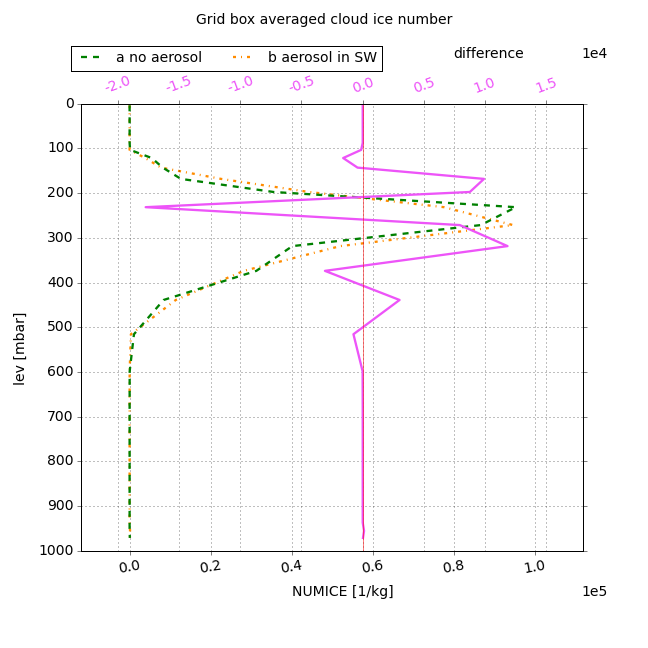 Grid box averaged cloud ice number
a no aerosol b aerosol in SW difference 1e4
-2.0 -1.5 -1.0 -0.5 0.0 0.5 1.0 1.5
0
100
200
300
400
500
600
700
800
900
1000
lev [mbar]
0.0 0.2 0.4 0.6 0.8 1.0
NUMICE [1/kg] 1e5